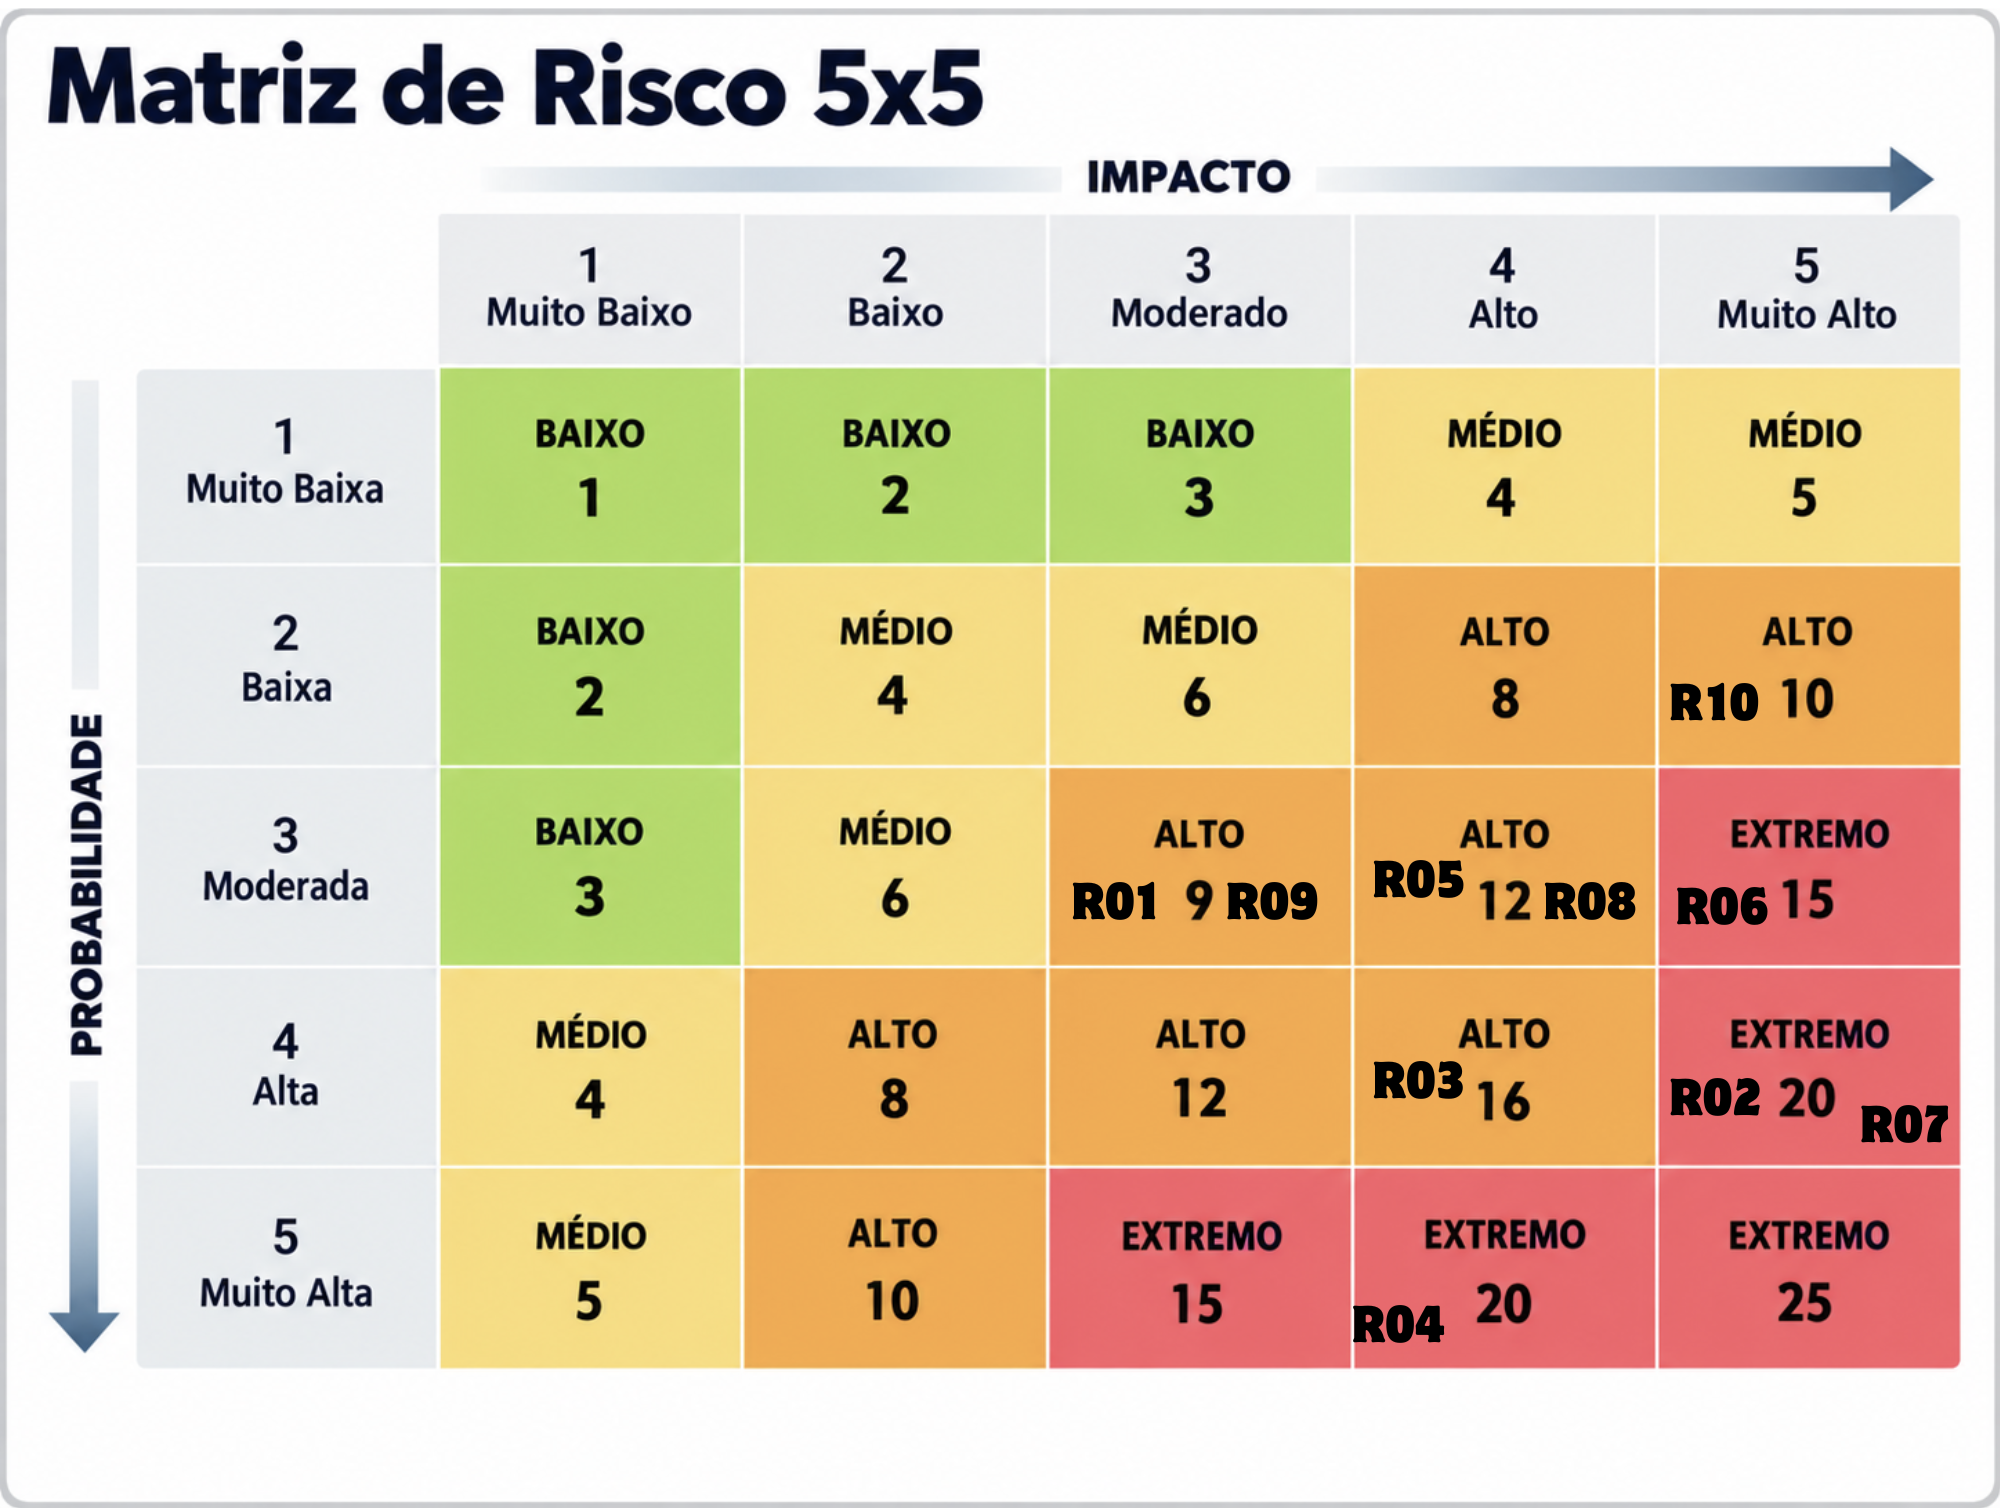 Matriz de Risco 5x5
IMPACTO
1
Muito Baixo
2
Baixo
3
Moderado
4
Alto
5
Muito Alto
PROBABILIDADE
1
Muito Baixa
BAIXO
1
BAIXO
2
BAIXO
3
MÉDIO
4
MÉDIO
5
2
Baixa
BAIXO
2
MÉDIO
4
MÉDIO
6
ALTO
8
ALTO
R10 10
3
Moderada
BAIXO
3
MÉDIO
6
ALTO
R01 9 R09
ALTO
R05 12 R08
EXTREMO
R06 15
4
Alta
MÉDIO
4
ALTO
8
ALTO
12
ALTO
R03 16
EXTREMO
R02 20 R07
5
Muito Alta
MÉDIO
5
ALTO
10
EXTREMO
15
EXTREMO
R04 20
EXTREMO
25